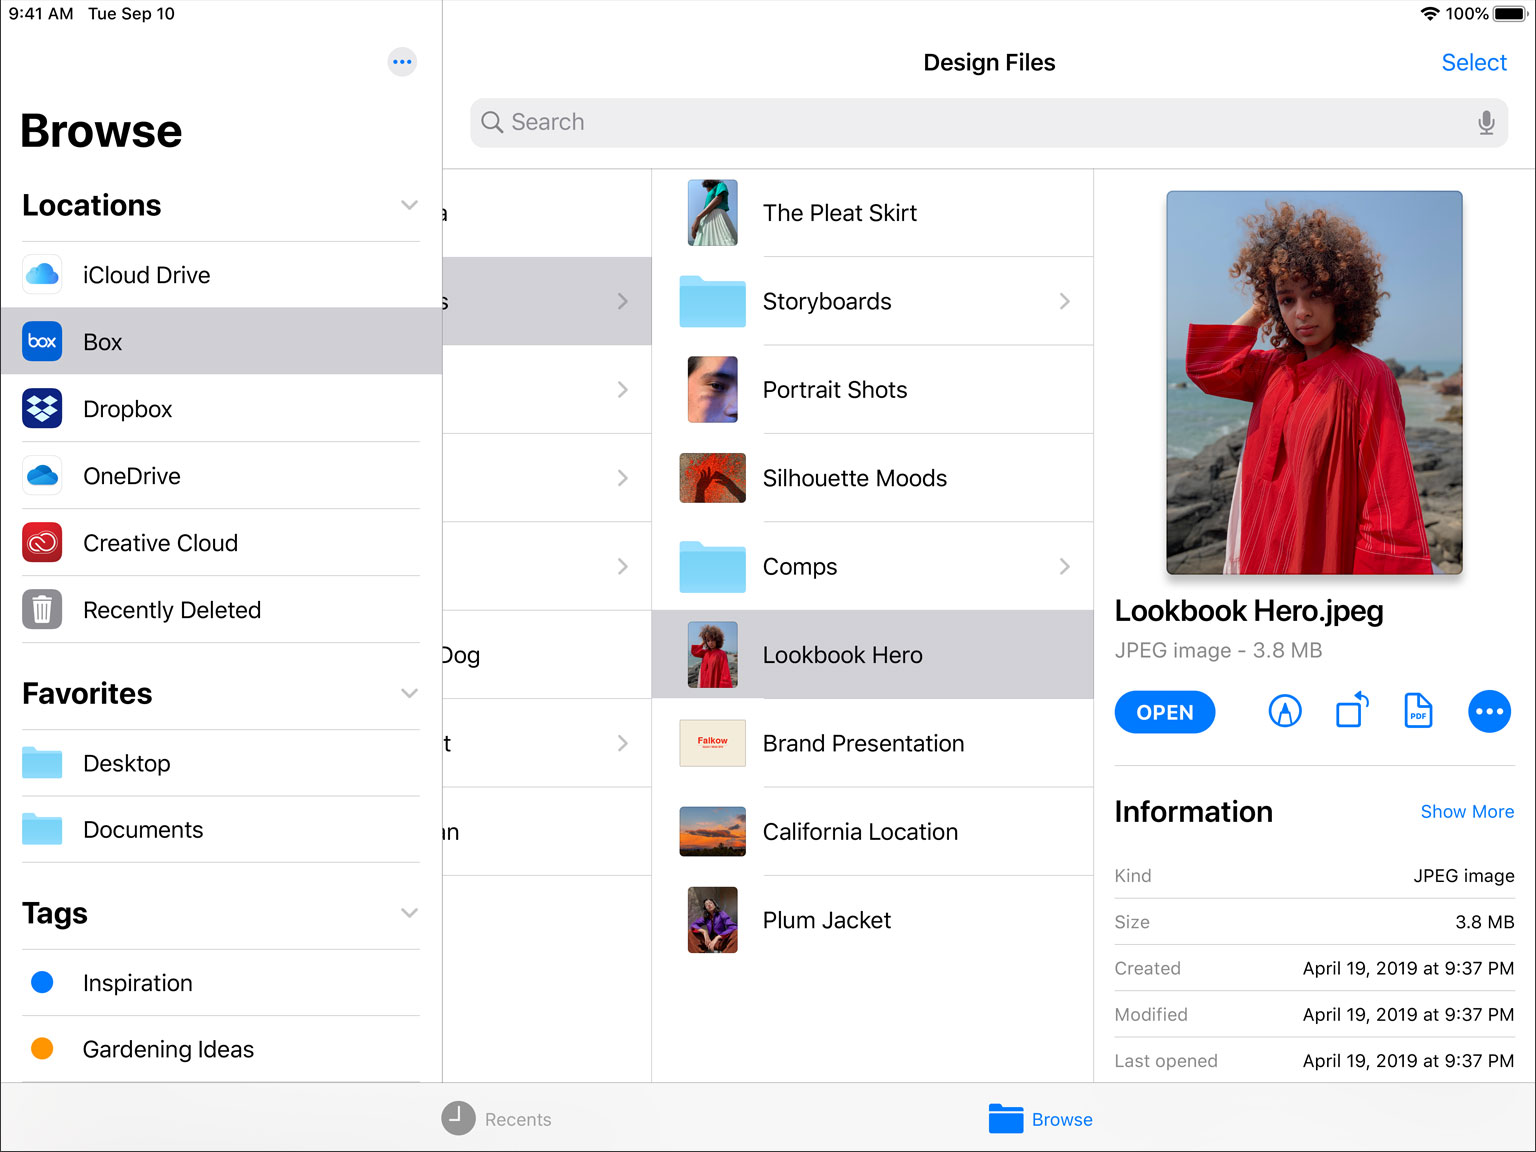 9:41 AM Tue Sep 10
100%
Browse
Locations
iCloud Drive
box
Box
Dropbox
OneDrive
Creative Cloud
Recently Deleted
Favorites
Desktop
Documents
Tags
Inspiration
Gardening Ideas
Design Files
Select
Search
a
s
Dog
t
an
The Pleat Skirt
Storyboards
Portrait Shots
Silhouette Moods
Comps
Lookbook Hero
Falkow
Brand Presentation
California Location
Plum Jacket
Lookbook Hero.jpeg
JPEG image - 3.8 MB
OPEN
PDF
Information
Show More
Kind JPEG image
Size 3.8 MB
Created April 19, 2019 at 9:37 PM
Modified April 19, 2019 at 9:37 PM
Last opened April 19, 2019 at 9:37 PM
Recents
Browse